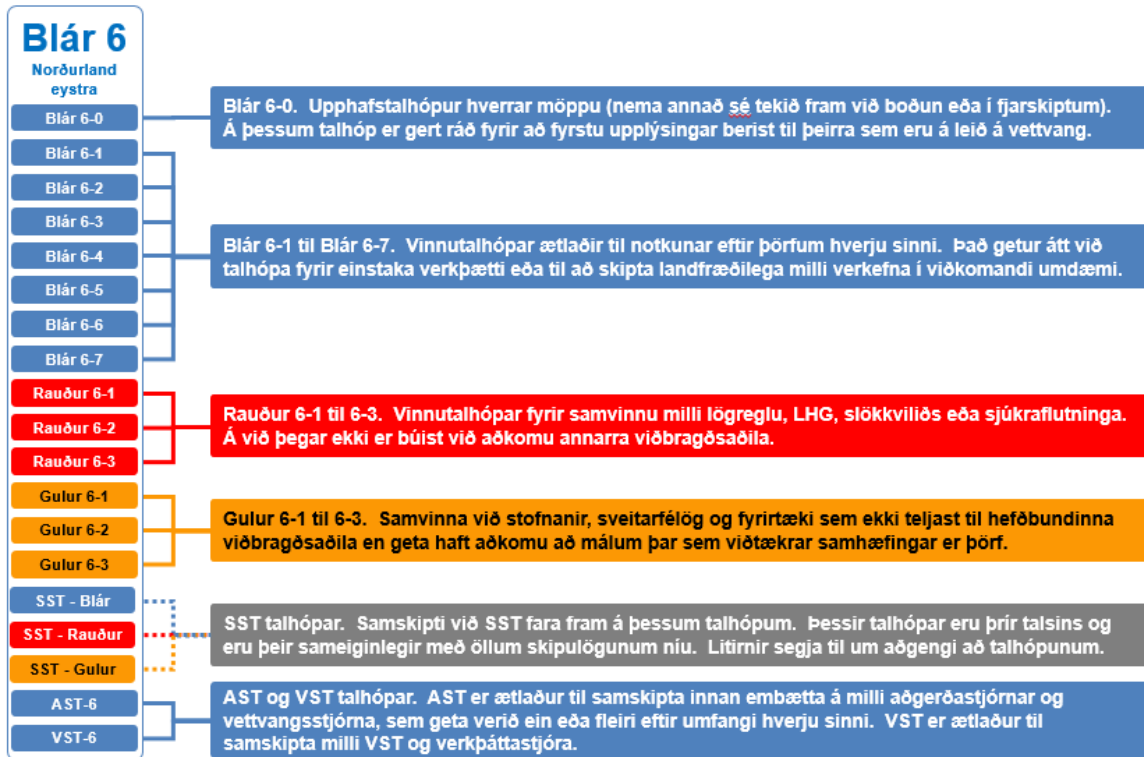 Blár 6
Norðurland
eystra
Blár 6-0
Blár 6-1
Blár 6-2
Blár 6-3
Blár 6-4
Blár 6-5
Blár 6-6
Blár 6-7
Rauður 6-1
Rauður 6-2
Rauður 6-3
Gulur 6-1
Gulur 6-2
Gulur 6-3
SST - Blár
SST - Rauður
SST - Gulur
AST-6
VST-6
Blár 6-0. Upphafstalhópur hverrar möppu (nema annað sé tekið fram við boðun eða í fjarskiptum).
Á þessum talhóp er gert ráð fyrir að fyrstu upplýsingar berist til þeirra sem eru á leið á vettvang.
Blár 6-1 til Blár 6-7. Vinnutalhópar ætlaðir til notkunar eftir þörfum hverju sinni. Það getur átt við
talhópa fyrir einstaka verkþætti eða til að skipta landfræðilega milli verkefna í viðkomandi umdæmi.
Rauður 6-1 til 6-3. Vinnutalhópar fyrir samvinnu milli lögreglu, LHG, slökkviliðs eða sjúkraflutninga.
Á við þegar ekki er búist við aðkomu annarra viðbragðsaðila.
Gulur 6-1 til 6-3. Samvinna við stofnanir, sveitarfélög og fyrirtæki sem ekki teljast til hefðbundinna
viðbragðsaðila en geta haft aðkomu að málum þar sem viðtækrar samhæfingar er þörf.
SST talhópar. Samskipti við SST fara fram á þessum talhópum. Þessir talhópar eru þrír talsins og
eru þeir sameiginlegir með öllum skipulögunum níu. Litirnir segja til um aðgengi að talhópunum.
AST og VST talhópar. AST er ætlaður til samskipta innan embætta á milli aðgerðastjórnar og
vettvangsstjórna, sem geta verið ein eða fleiri eftir umfangi hverju sinni. VST er ætlaður til
samskipta milli VST og verkþáttastjóra.